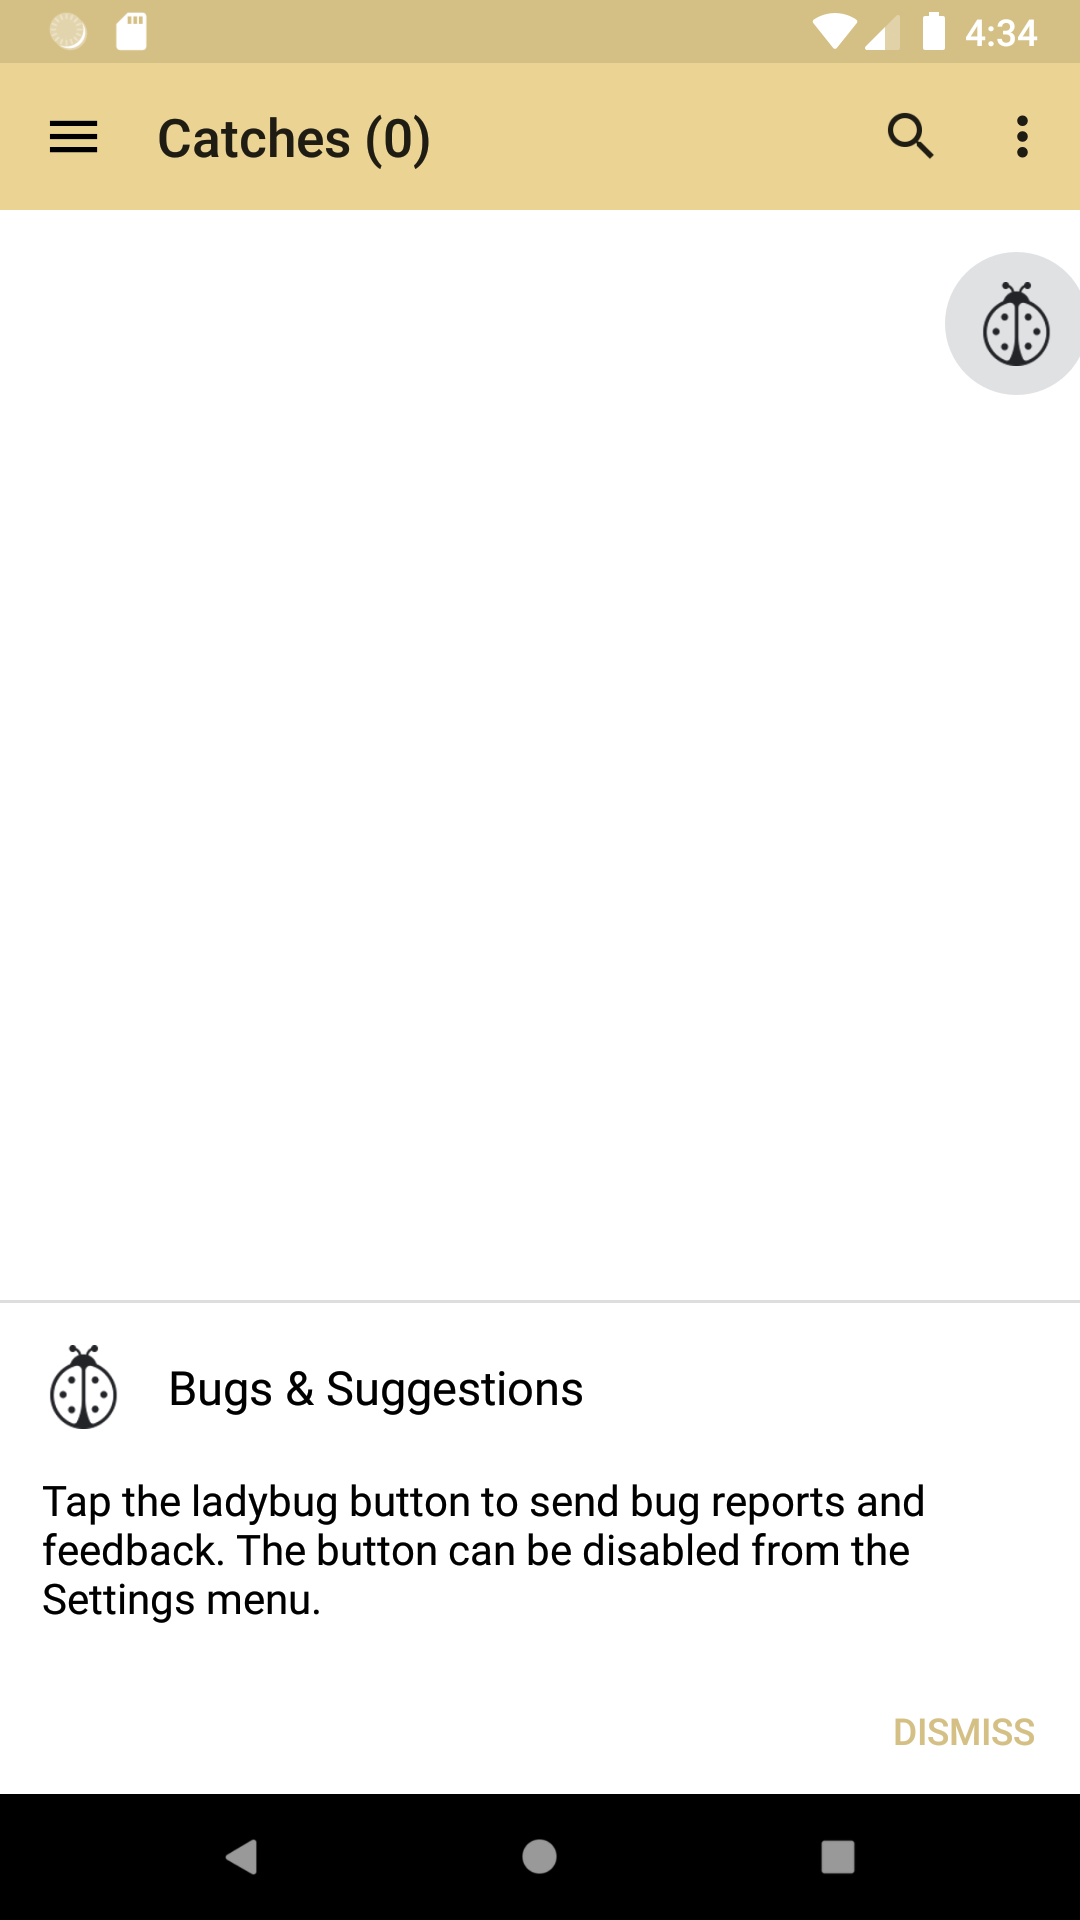 4:34
Catches (0)
Bugs & Suggestions
Tap the ladybug button to send bug reports and
feedback. The button can be disabled from the
Settings menu.
DISMISS